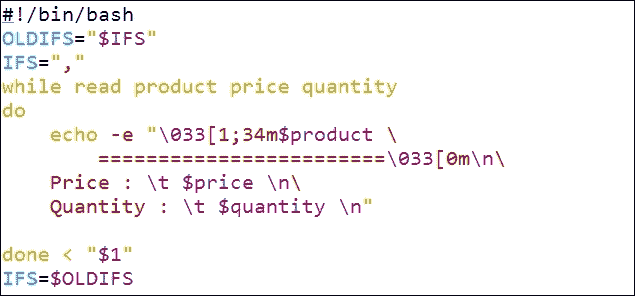 #!/bin/bash
OLDIFS="$IFS"
IFS=","
while read product price quantity
do
    echo -e "\033[1;34m$product \
        ========================\033[0m\n\
    Price : \t $price \n\
    Quantity : \t $quantity \n"

done < "$1"
IFS=$OLDIFS